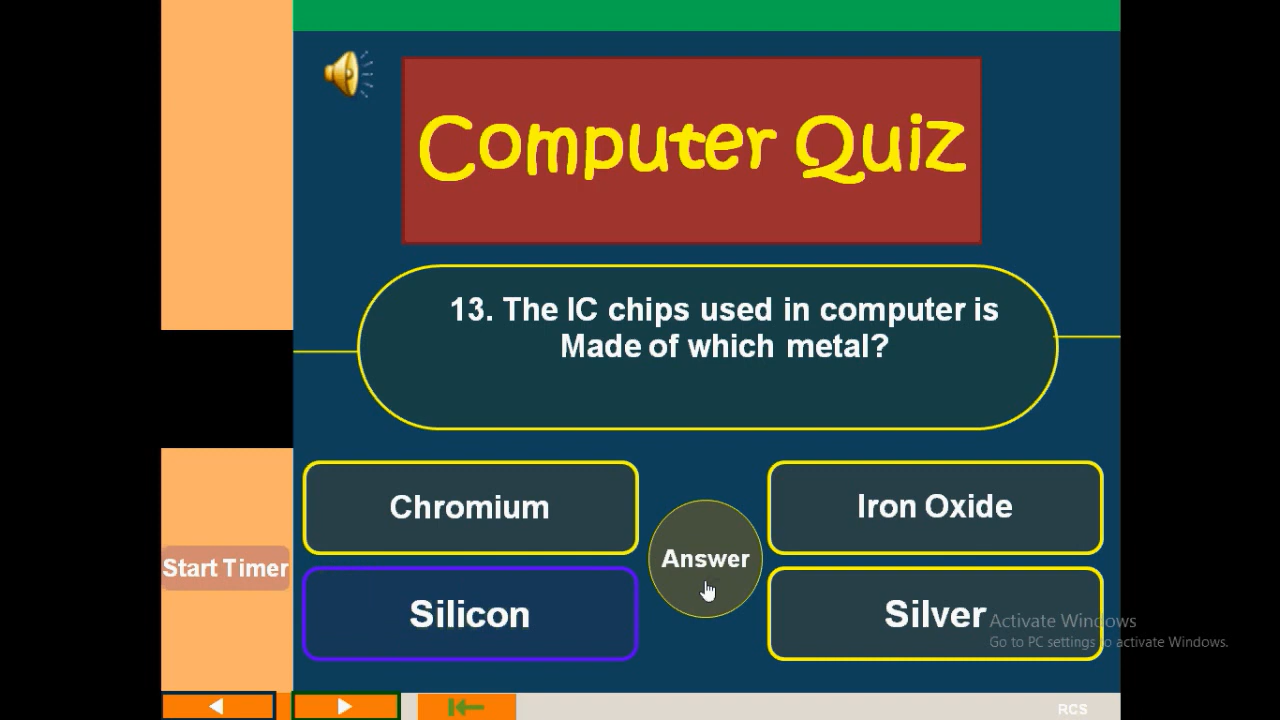 Computer Quiz
13. The IC chips used in computer is
Made of which metal?
Chromium
Iron Oxide
Answer
Start Timer
Silicon
Silver
Activate Windows
Go to PC settings to activate Windows.
RCS